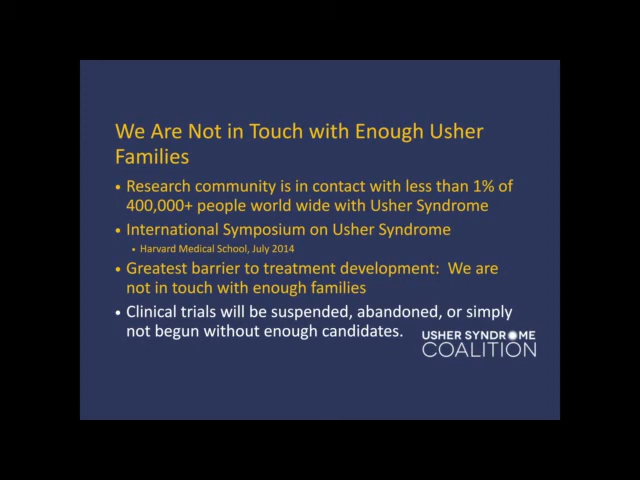 We Are Not in Touch with Enough Usher
Families
• Research community is in contact with less than 1% of
400,000+ people world wide with Usher Syndrome
• International Symposium on Usher Syndrome
• Harvard Medical School, July 2014
• Greatest barrier to treatment development: We are
not in touch with enough families
• Clinical trials will be suspended, abandoned, or simply
not begun without enough candidates.
USHER SYNDROME
COALITION